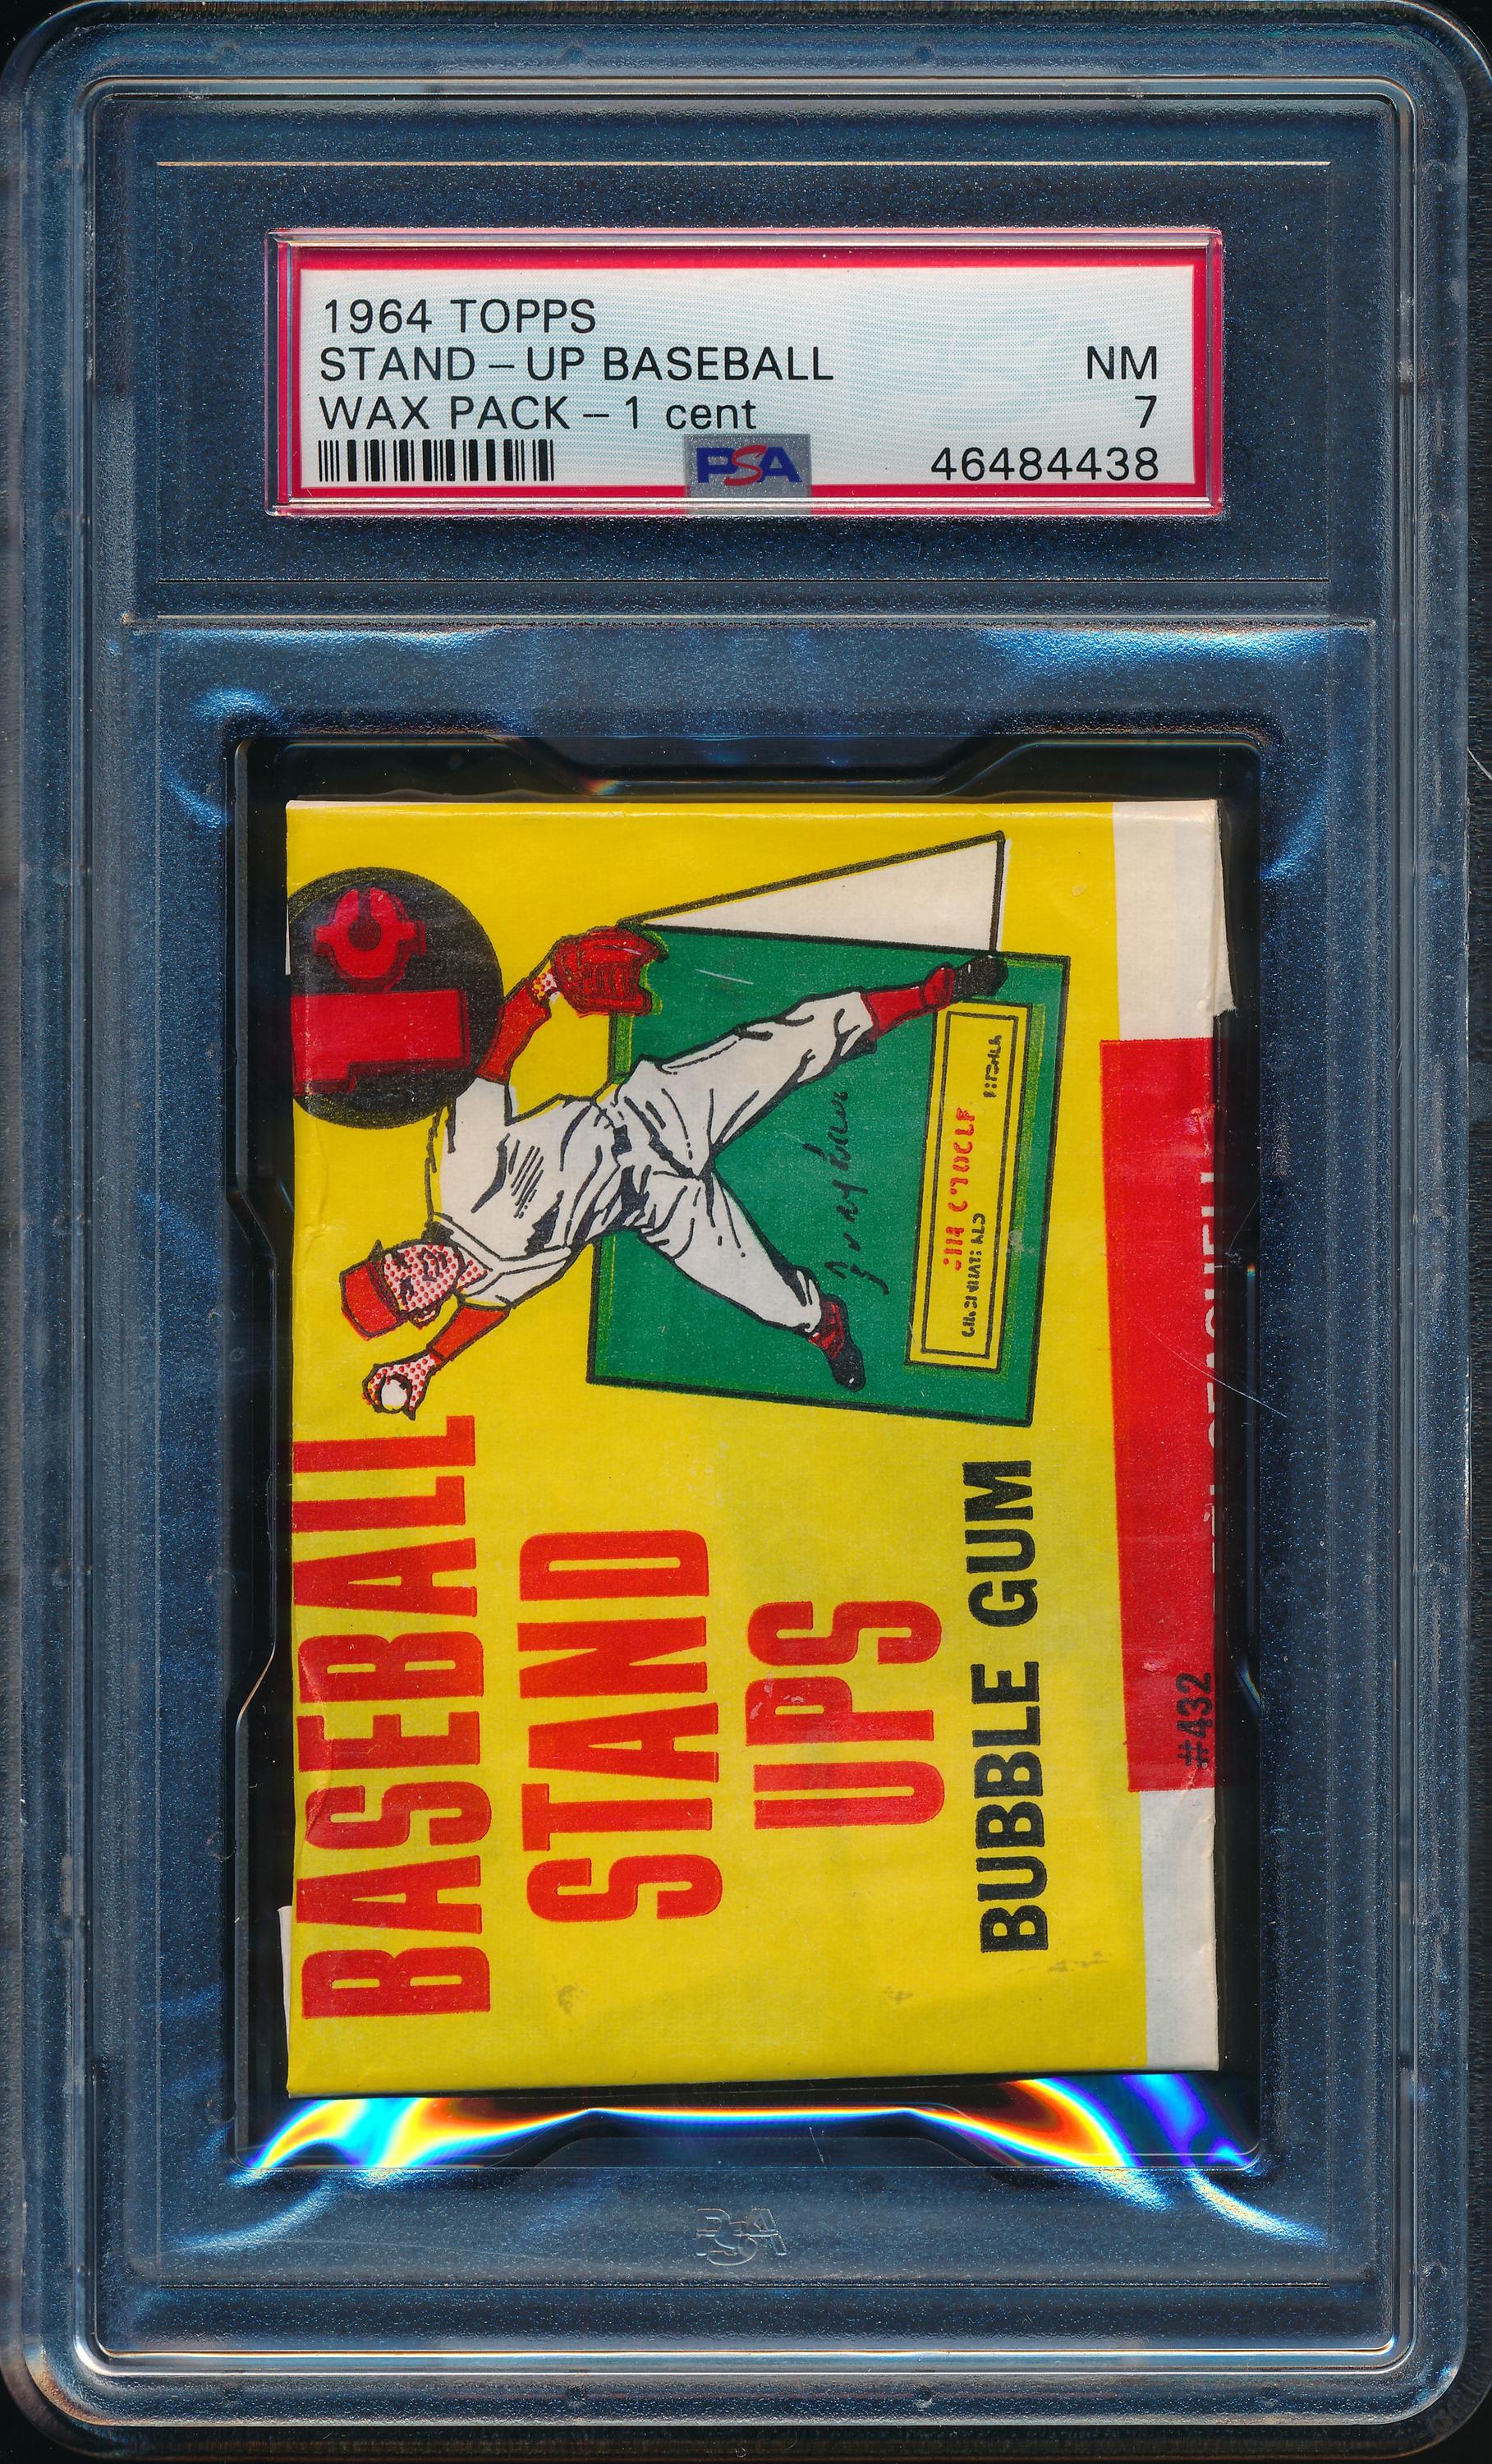 1964 TOPPS
STAND-UP BASEBALL
NM
WAX PACK-1 cent
7
PSA
46484438
1¢
BASEBALL
STAND
UPS
BUBBLE GUM
#432
PSA